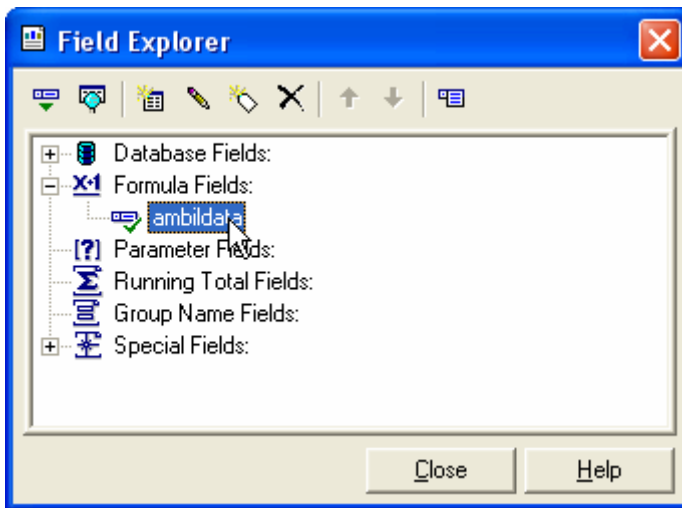 Field Explorer
Database Fields:
Formula Fields:
ambildata
Parameter Fields:
Running Total Fields:
Group Name Fields:
Special Fields:
Close Help